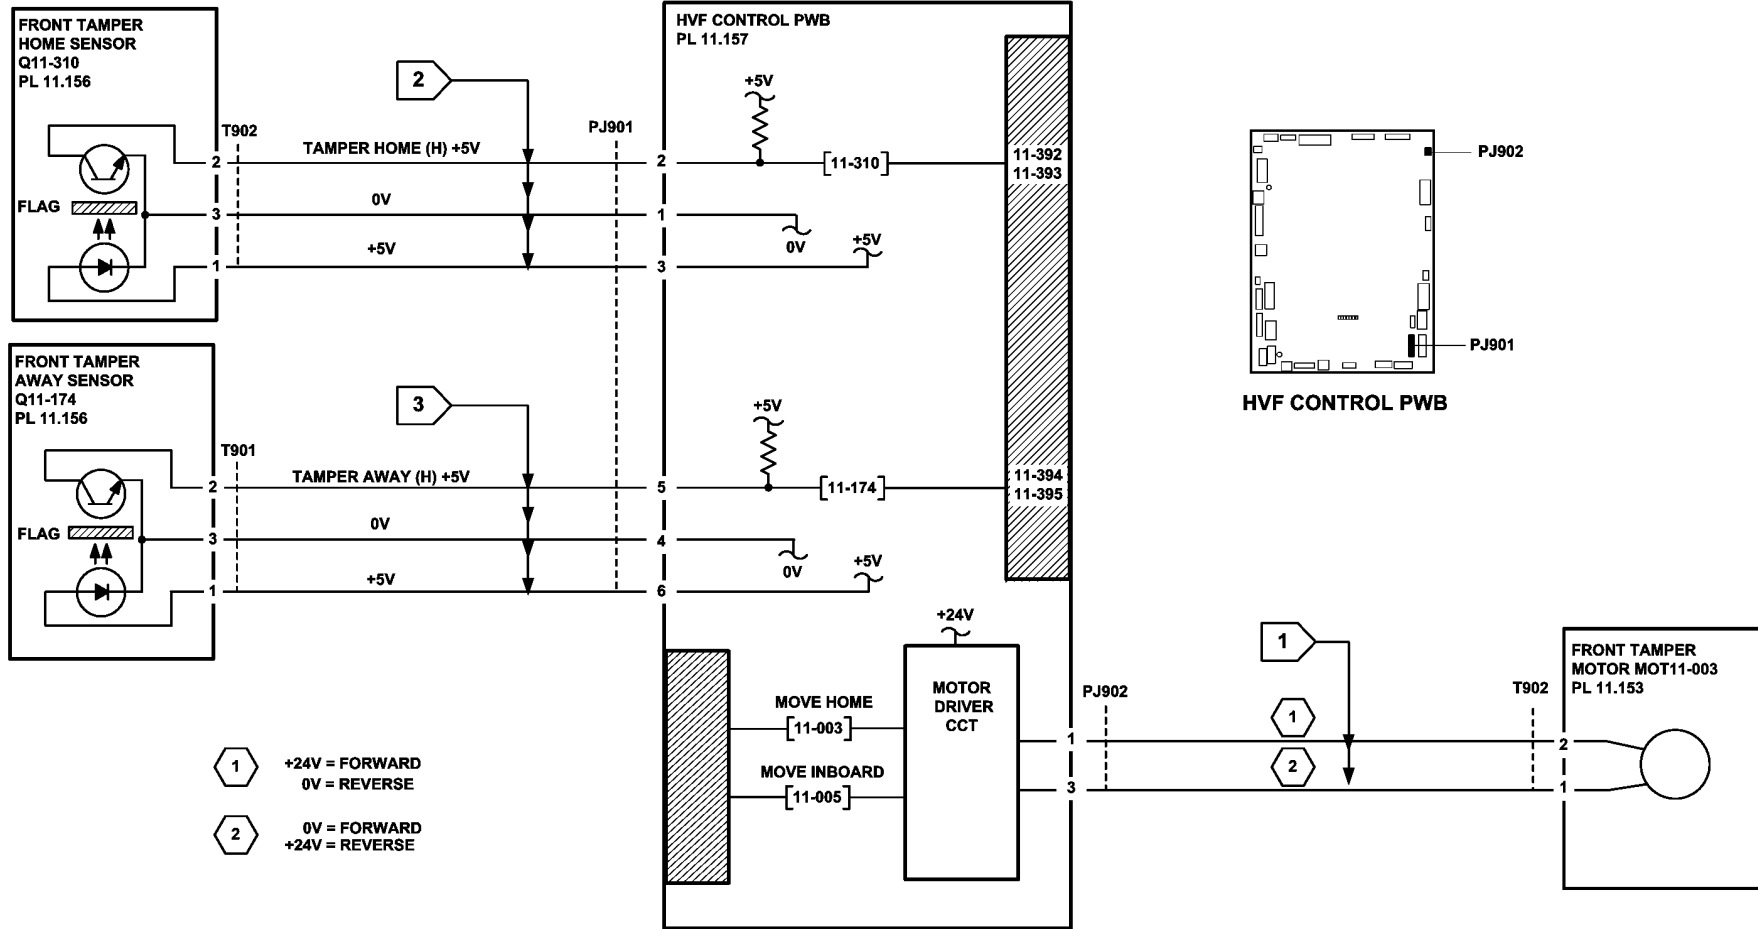 FRONT TAMPER
HOME SENSOR
Q11-310
PL 11.156
FLAG
T902
2
3
1
2
TAMPER HOME (H) +5V
0V
+5V
PJ901
2
1
3
HVF CONTROL PWB
PL 11.157
+5V
11-310
0V
+5V
11-392
11-393
PJ902
PJ901
HVF CONTROL PWB
FRONT TAMPER
AWAY SENSOR
Q11-174
PL 11.156
FLAG
T901
2
3
1
3
TAMPER AWAY (H) +5V
0V
+5V
5
4
6
+5V
11-174
0V
+5V
11-394
11-395
+24V
MOVE HOME
11-003
MOVE INBOARD
11-005
MOTOR
DRIVER
CCT
1
3
PJ902
1
1
2
T902
2
1
FRONT TAMPER
MOTOR MOT11-003
PL 11.153
1
+24V = FORWARD
0V = REVERSE
2
0V = FORWARD
+24V = REVERSE